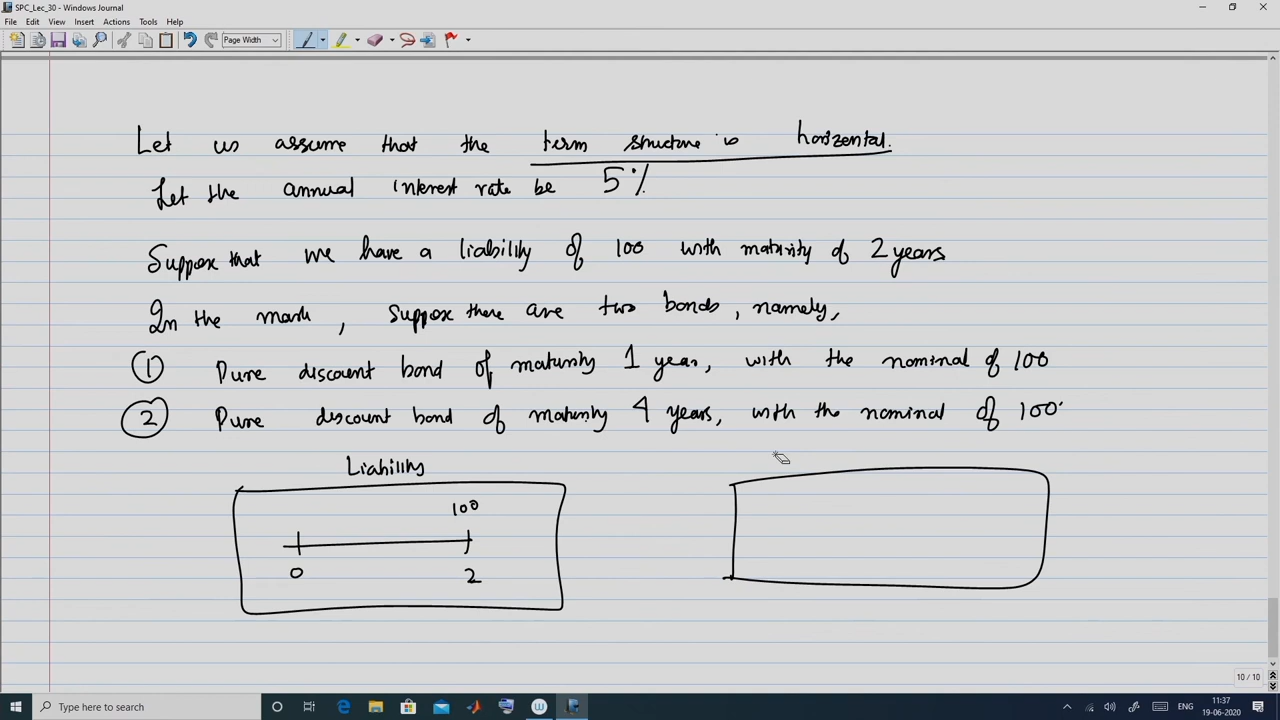 SPC_Lec_30 - Windows Journal
File Edit View Insert Actions Tools Help
Page Width
Let us assume that the term structure is horizental.
Let the annual interest rate be 5%
Suppose that we have a liability of 100 with maturity of 2 years
In the mark, suppose there are two bonds, namely,
1 Pure discount bond of maturity 1 year, with the nominal of 100
2 Pure discount bond of maturity 4 years, with the nominal of 100.
Liability
100
0 2
10 / 10
Type here to search
11:37
19-06-2020